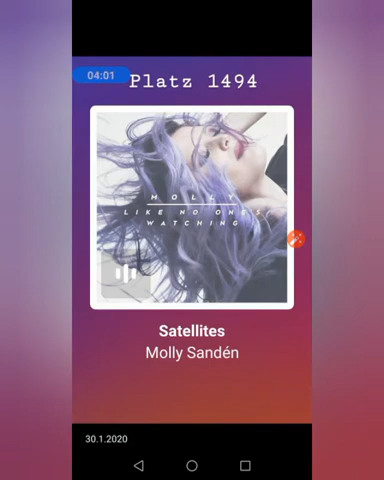 04:01
Platz 1494
MOLLY
LIKE NO ONE'S
WATCHING
Satellites
Molly Sandén
30.1.2020